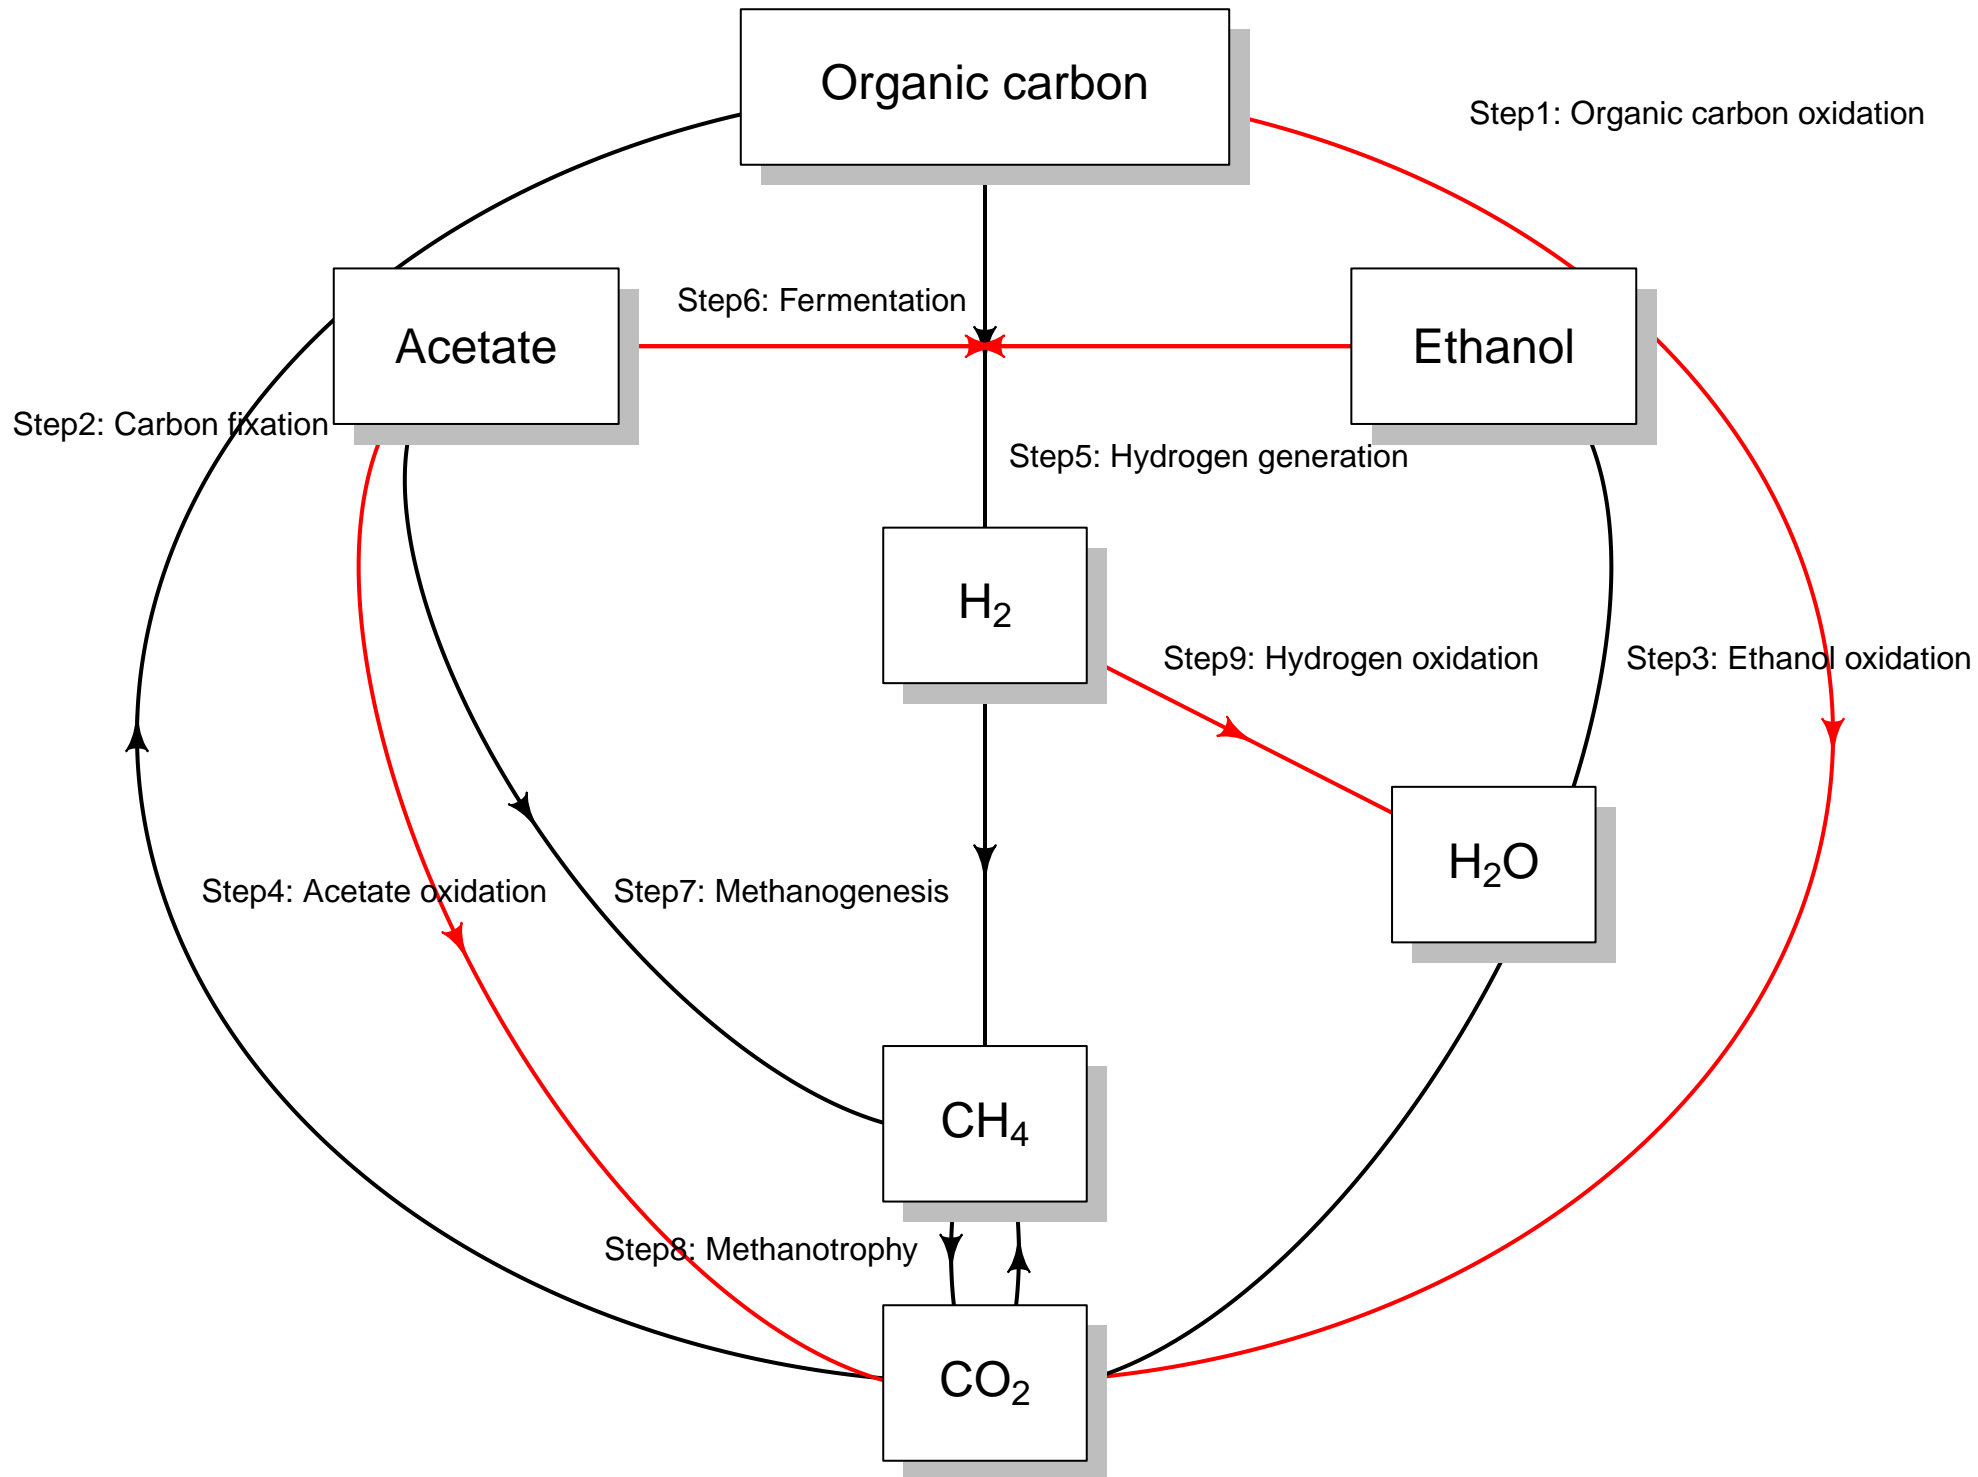 Organic carbon
Step1: Organic carbon oxidation
Step6: Fermentation
Acetate
Ethanol
Step2: Carbon fixation
Step5: Hydrogen generation
H₂
Step9: Hydrogen oxidation
Step3: Ethanol oxidation
H₂O
Step4: Acetate oxidation
Step7: Methanogenesis
CH₄
Step8: Methanotrophy
CO₂